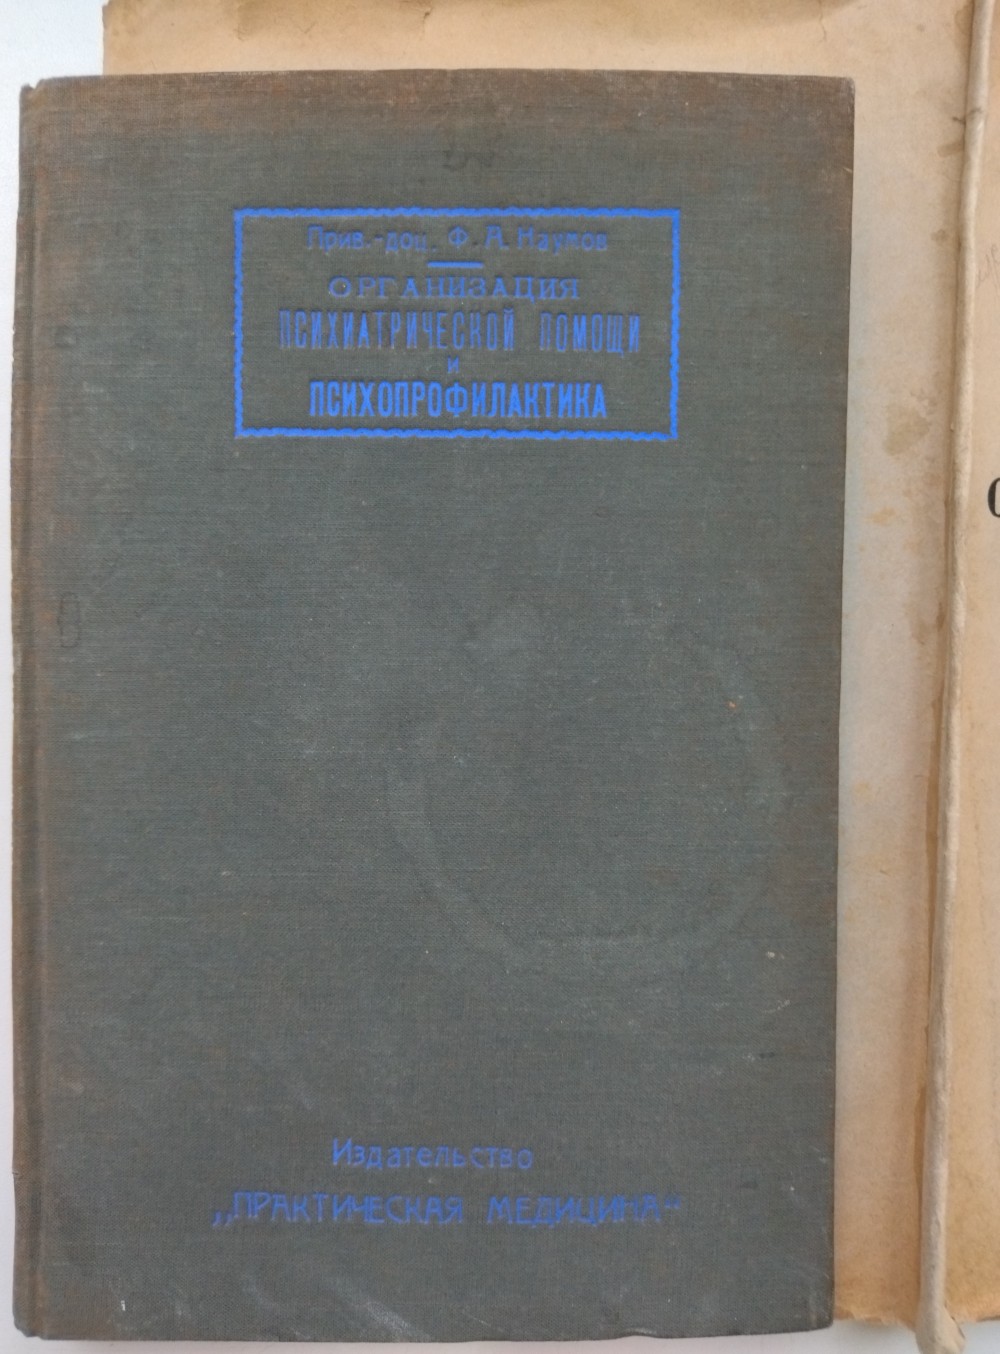 Прив.-доц. Ф. А. Наумов
ОРГАНИЗАЦИЯ
ПСИХИАТРИЧЕСКОЙ ПОМОЩИ
и
ПСИХОПРОФИЛАКТИКА
Издательство
„ПРАКТИЧЕСКАЯ МЕДИЦИНА“